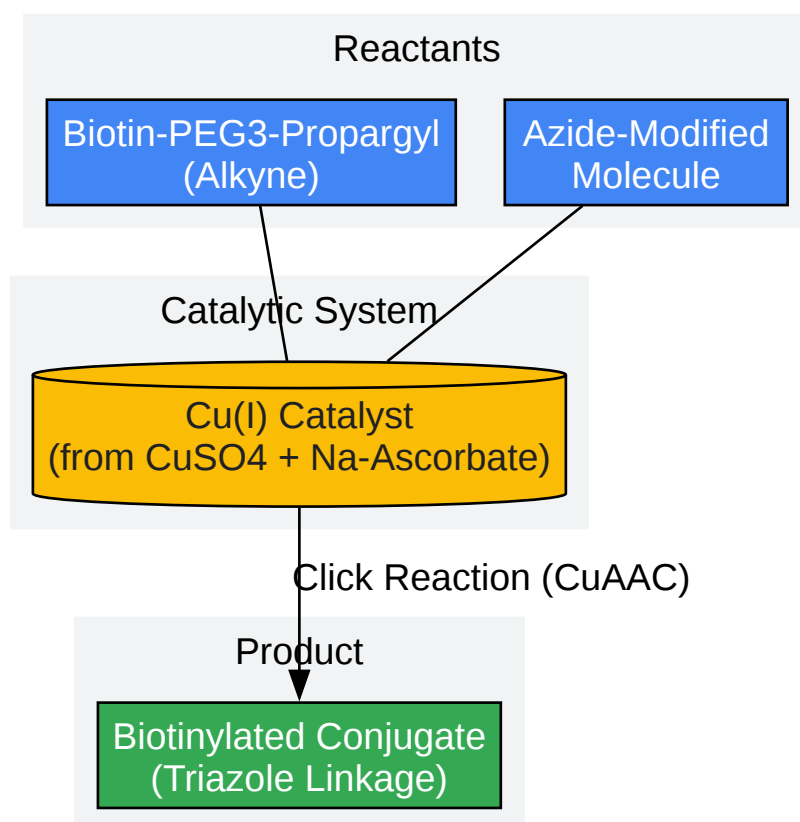 Reactants
Biotin-PEG3-Propargyl
(Alkyne)
Azide-Modified
Molecule
Catalytic System
Cu(I) Catalyst
(from CuSO4 + Na-Ascorbate)
Click Reaction (CuAAC)
Product
Biotinylated Conjugate
(Triazole Linkage)